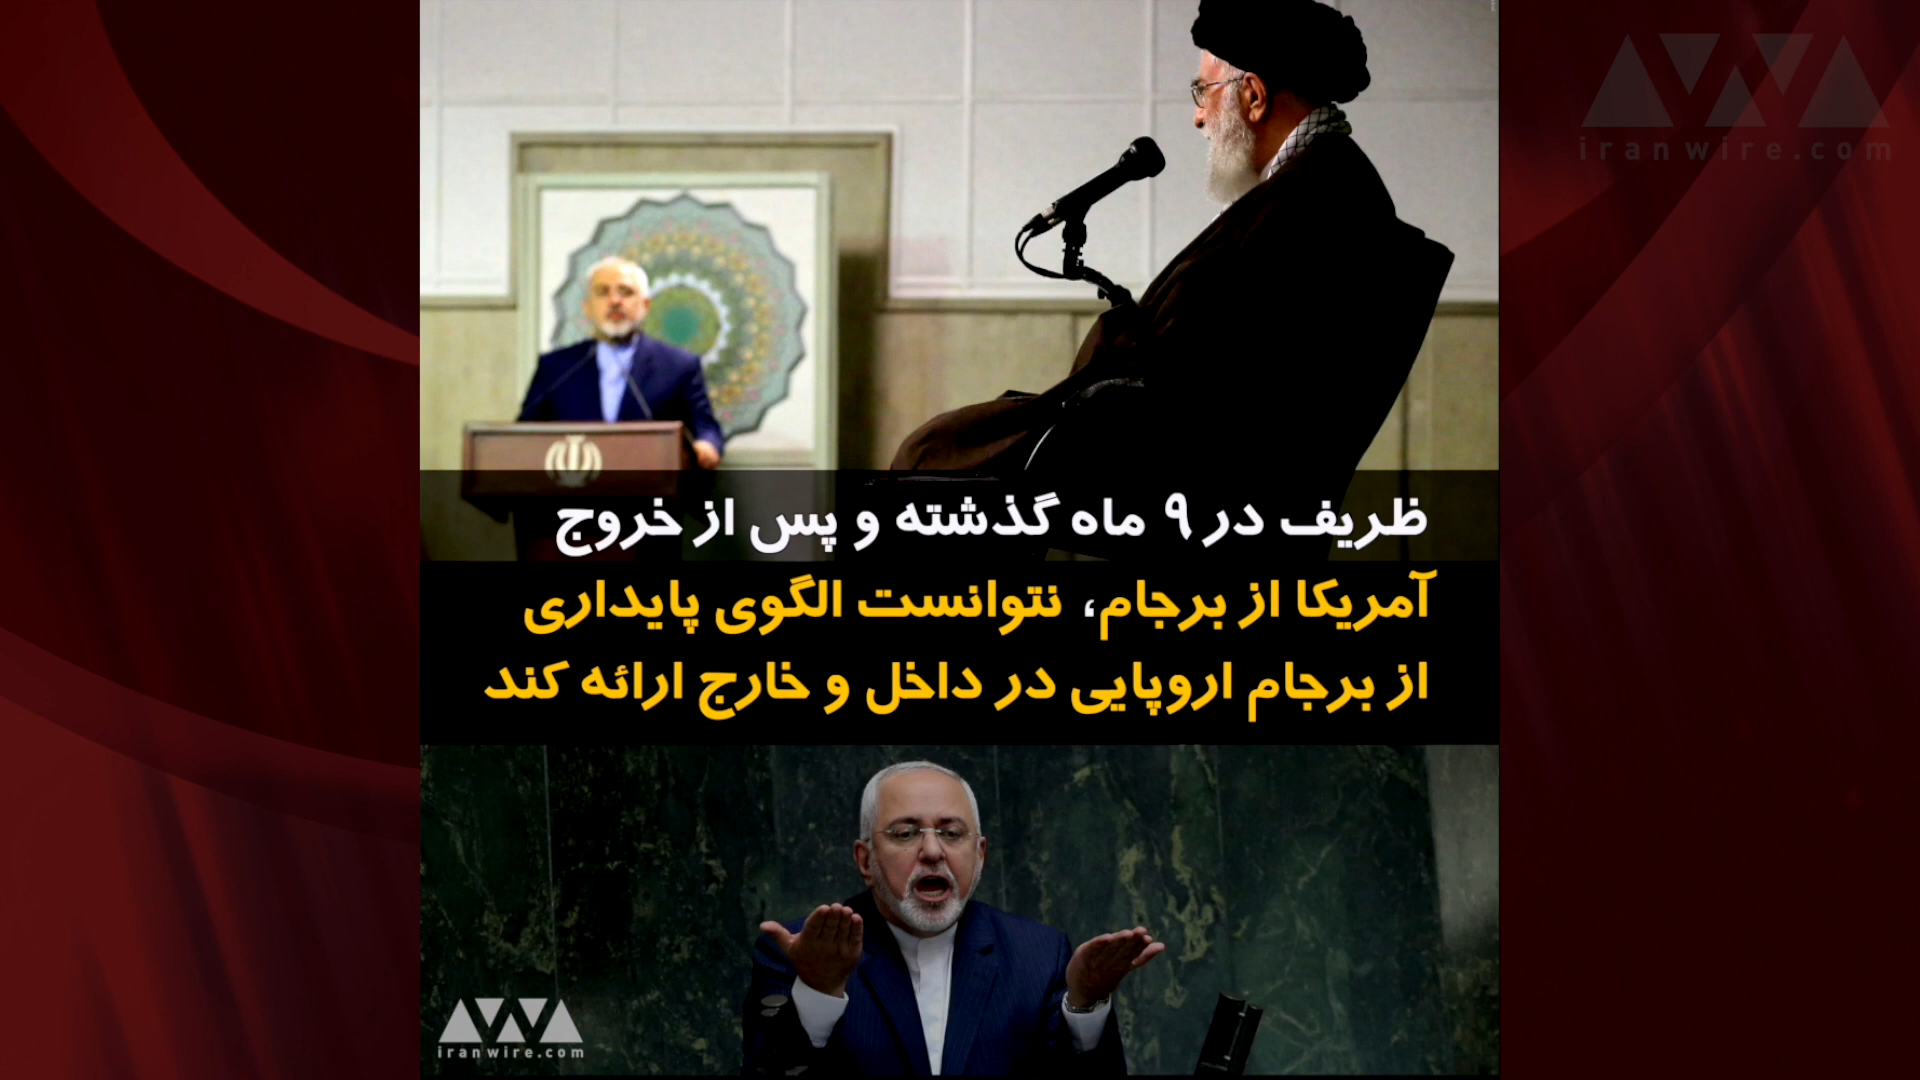 iranwire.com
ظریف در ۹ ماه گذشته و پس از خروج
آمریکا از برجام، نتوانست الگوی پایداری
از برجام اروپایی در داخل و خارج ارائه کند
iranwire.com